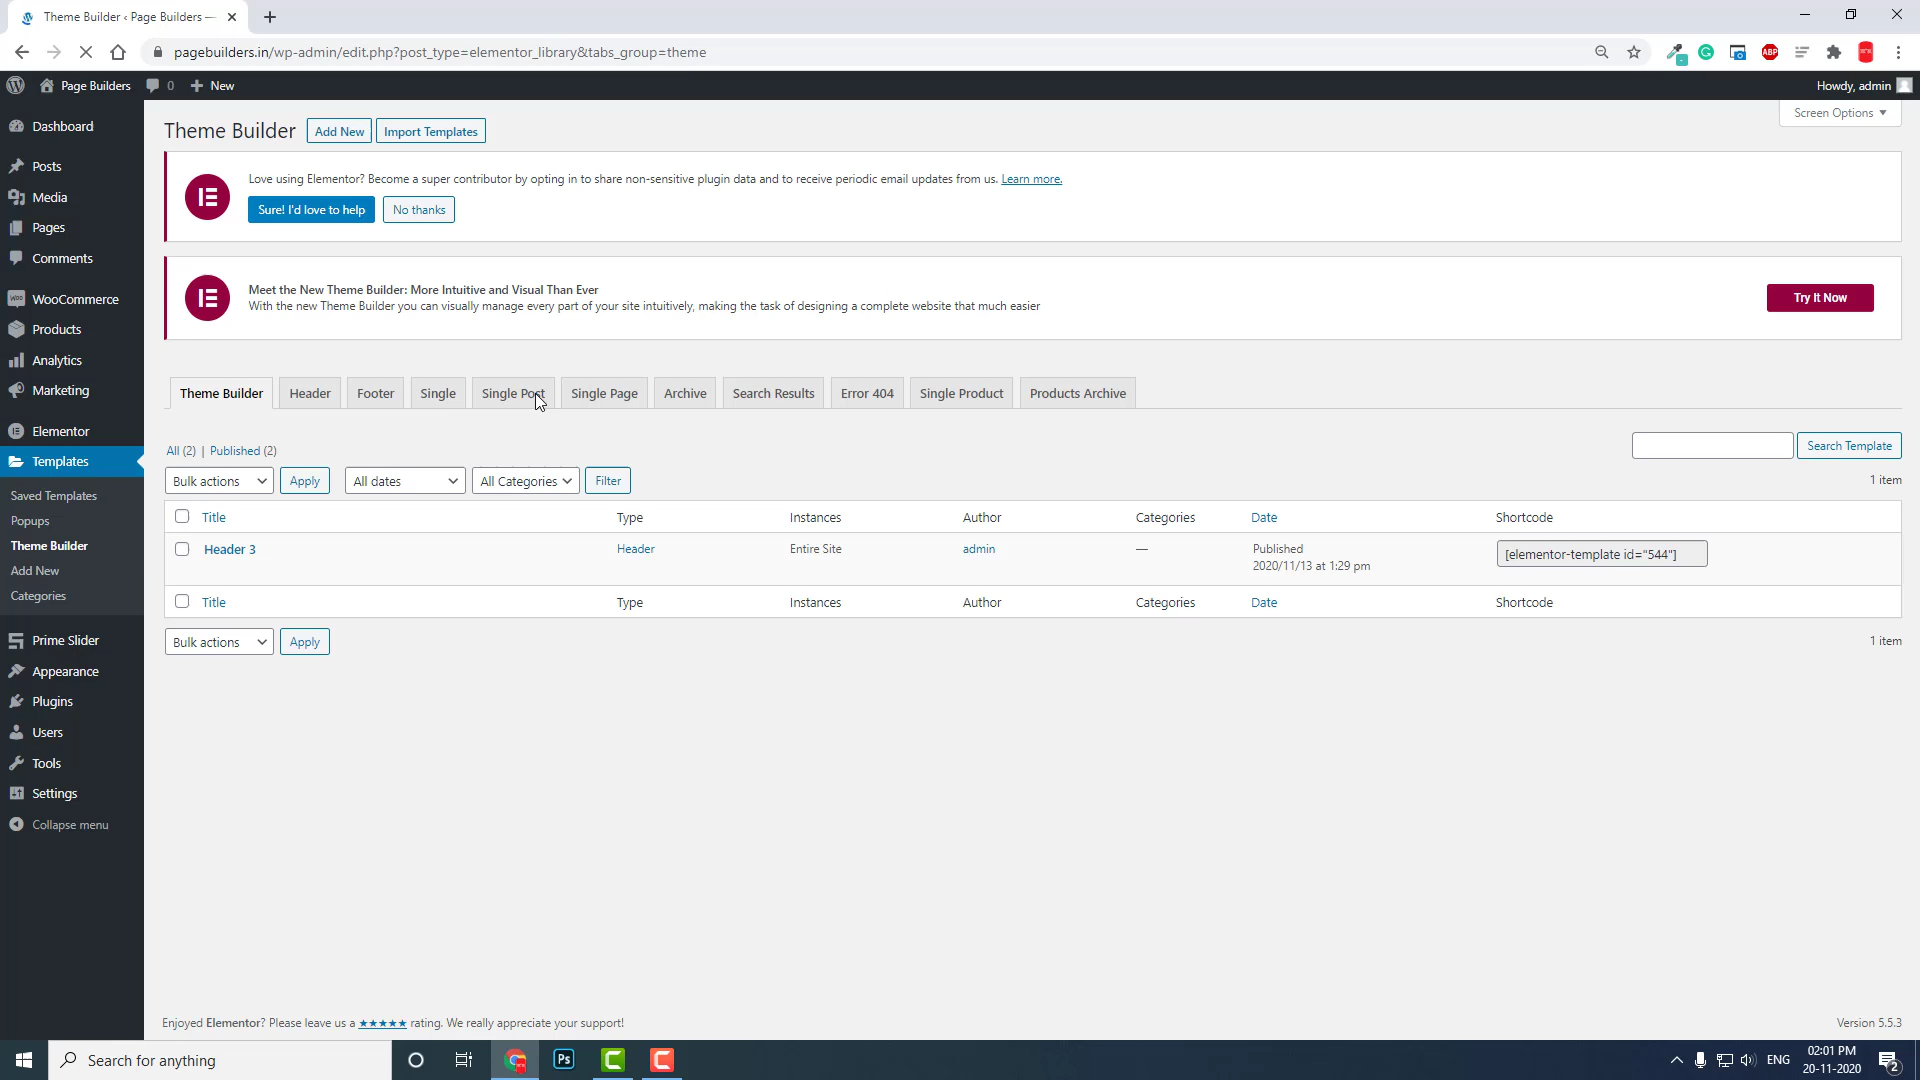 Theme Builder ‹ Page Builders —
pagebuilders.in/wp-admin/edit.php?post_type=elementor_library&tabs_group=theme
ABP
Page Builders
0
New
Howdy, admin
Screen Options
Dashboard
Posts
Media
Pages
Comments
WooCommerce
Products
Analytics
Marketing
Elementor
Templates
Saved Templates
Popups
Theme Builder
Add New
Categories
Prime Slider
Appearance
Plugins
Users
Tools
Settings
Collapse menu
Theme Builder
Add New
Import Templates
Love using Elementor? Become a super contributor by opting in to share non-sensitive plugin data and to receive periodic email updates from us. Learn more.
Sure! I'd love to help
No thanks
Meet the New Theme Builder: More Intuitive and Visual Than Ever
With the new Theme Builder you can visually manage every part of your site intuitively, making the task of designing a complete website that much easier
Try It Now
Theme Builder Header Footer Single Single Post Single Page Archive Search Results Error 404 Single Product Products Archive
All (2) | Published (2)
Search Template
Bulk actions Apply All dates All Categories Filter
1 item
Title Type Instances Author Categories Date Shortcode
Header 3 Header Entire Site admin — Published
2020/11/13 at 1:29 pm
[elementor-template id="544"]
Title Type Instances Author Categories Date Shortcode
Bulk actions Apply
1 item
Enjoyed Elementor? Please leave us a ★★★★★ rating. We really appreciate your support!
Version 5.5.3
Search for anything
Ps
ENG
02:01 PM
20-11-2020
2